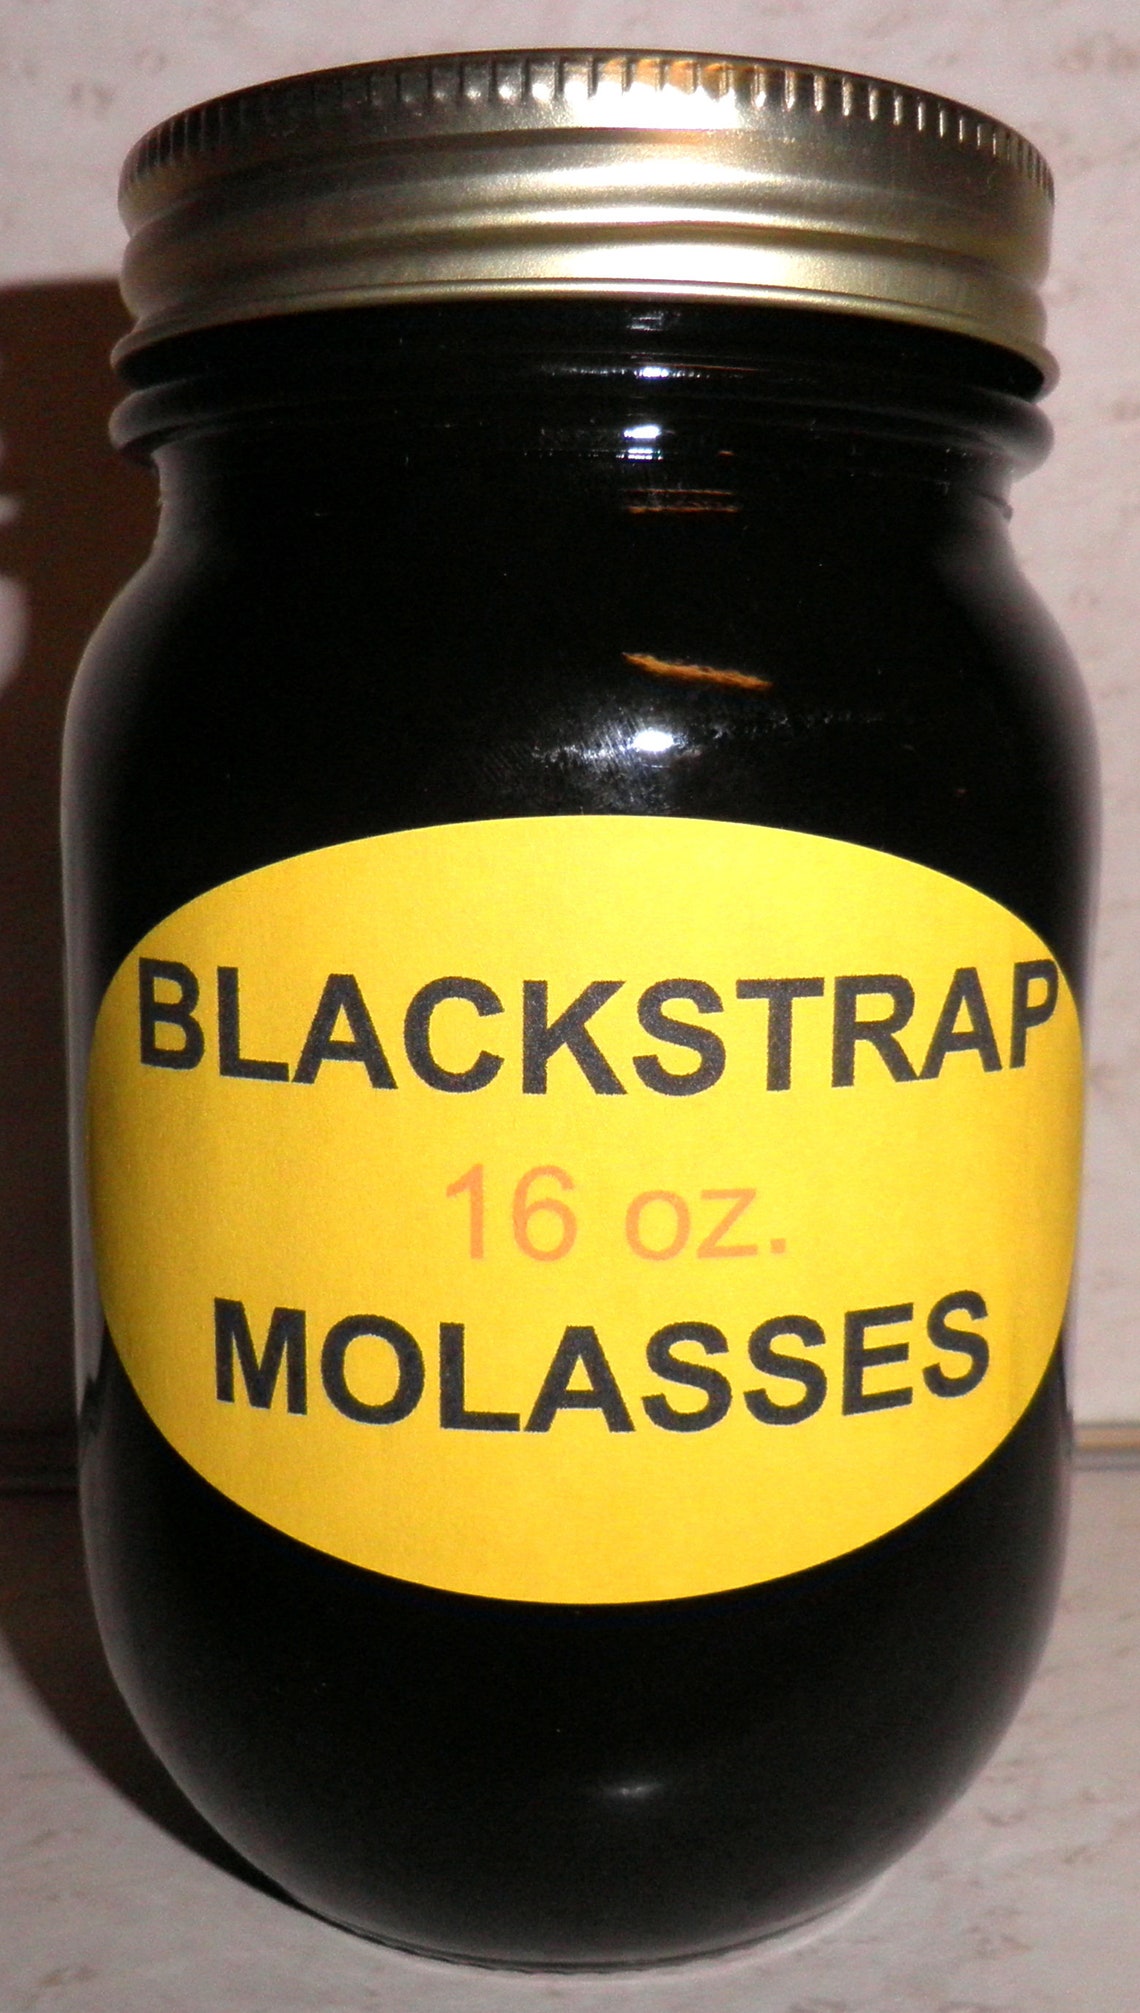 BLACKSTRAP
16 oz.
MOLASSES